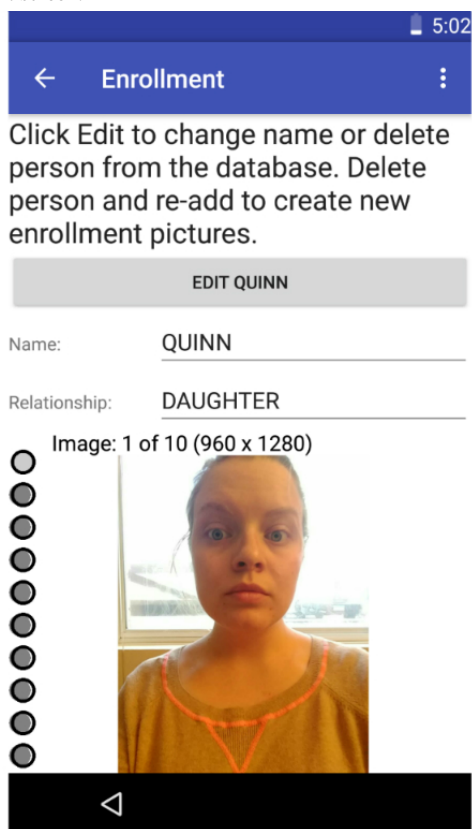 5:02
Enrollment
Click Edit to change name or delete
person from the database. Delete
person and re-add to create new
enrollment pictures.
EDIT QUINN
Name: QUINN
Relationship: DAUGHTER
Image: 1 of 10 (960 x 1280)